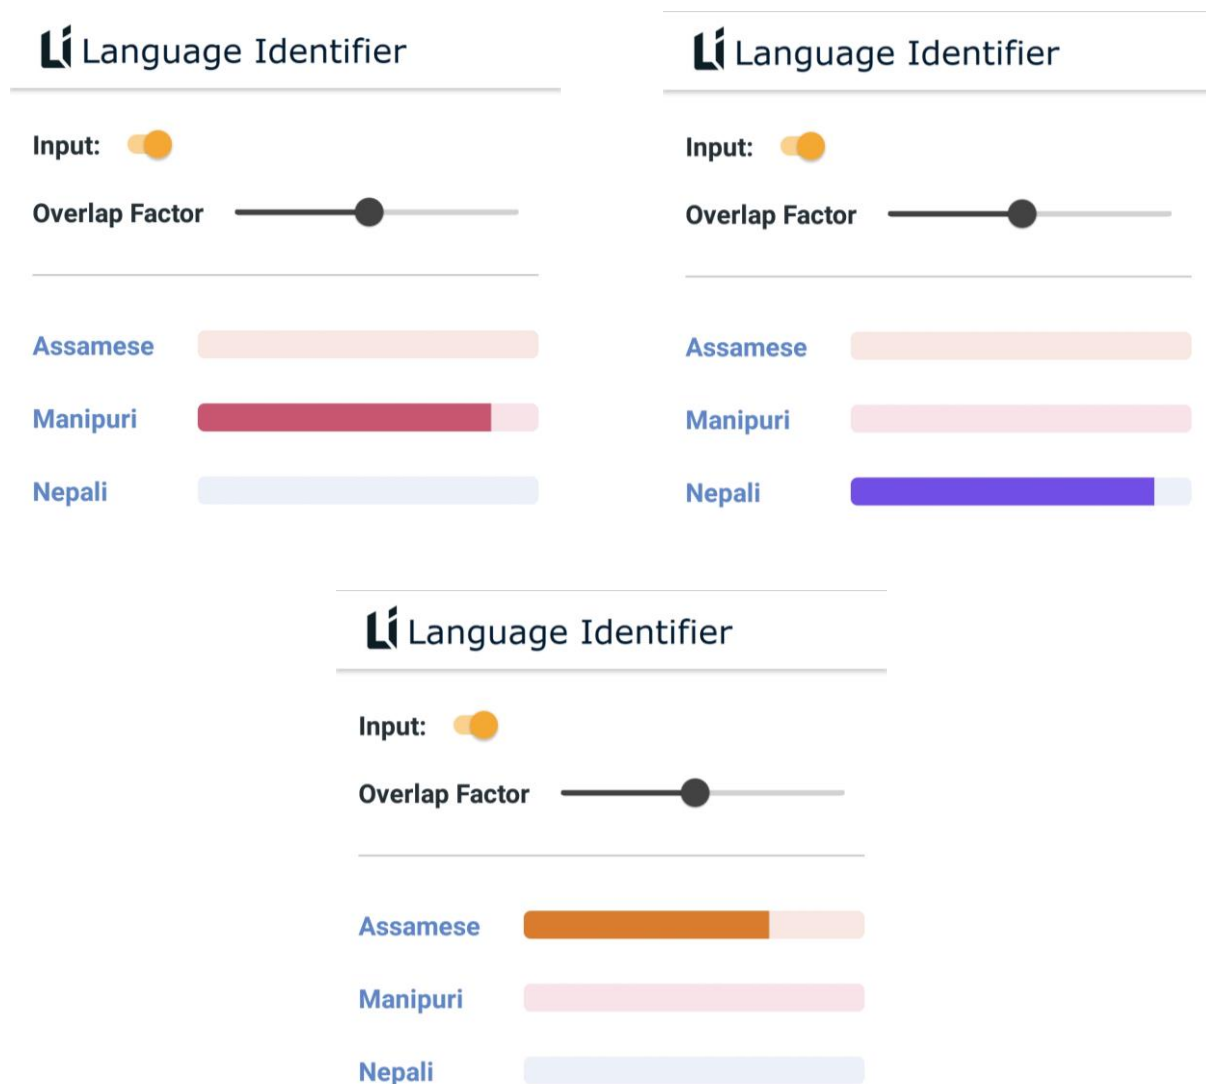 Li Language Identifier
Input:
Overlap Factor
Assamese
Manipuri
Nepali
Li Language Identifier
Input:
Overlap Factor
Assamese
Manipuri
Nepali
Li Language Identifier
Input:
Overlap Factor
Assamese
Manipuri
Nepali